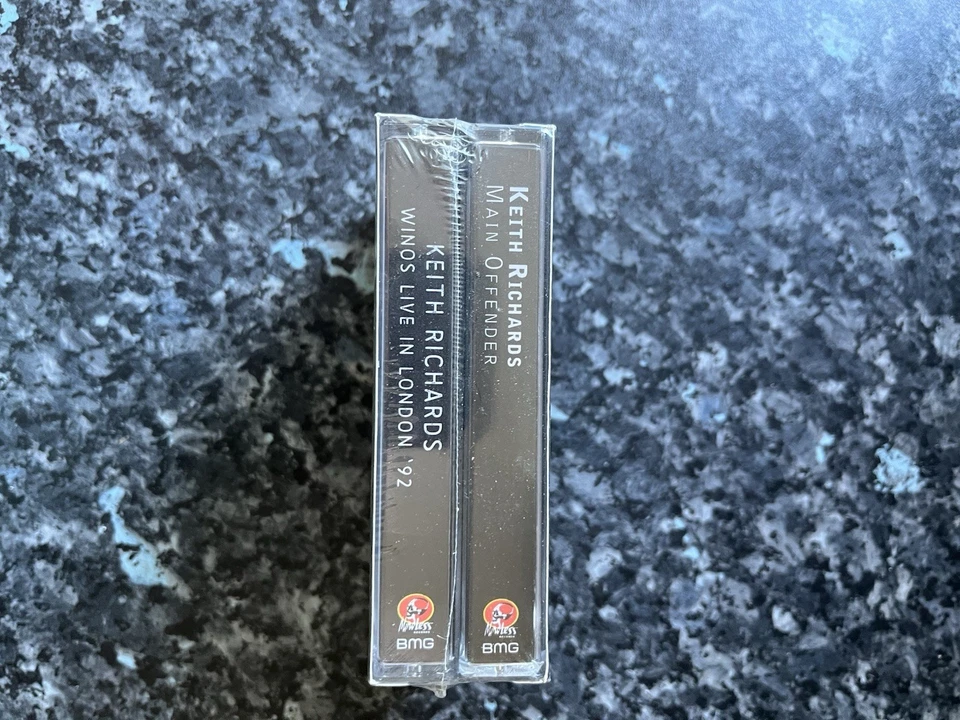 KEITH RICHARDS
WINOS LIVE IN LONDON '92
BMG
KEITH RICHARDS
MAIN OFFENDER
BMG